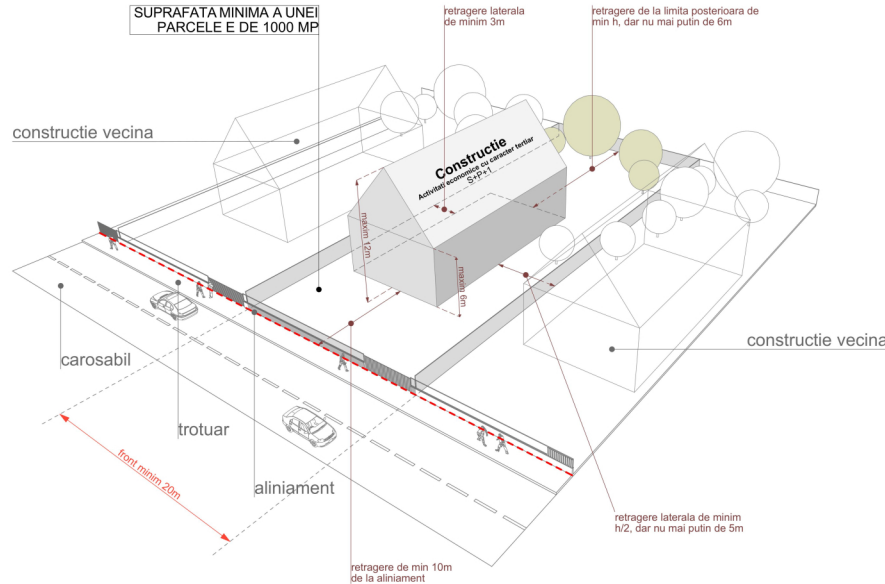 SUPRAFATA MINIMA A UNEI
PARCELE E DE 1000 MP
retragere laterala
de minim 3m
retragere de la limita posterioara de
min h, dar nu mai putin de 6m
constructie vecina
Constructie
Activitati economice cu caracter tertiar
S+P+1
maxim 12m
maxim 6m
constructie vecina
carosabil
trotuar
aliniament
front minim 20m
retragere laterala de minim
h/2, dar nu mai putin de 5m
retragere de min 10m
de la aliniament